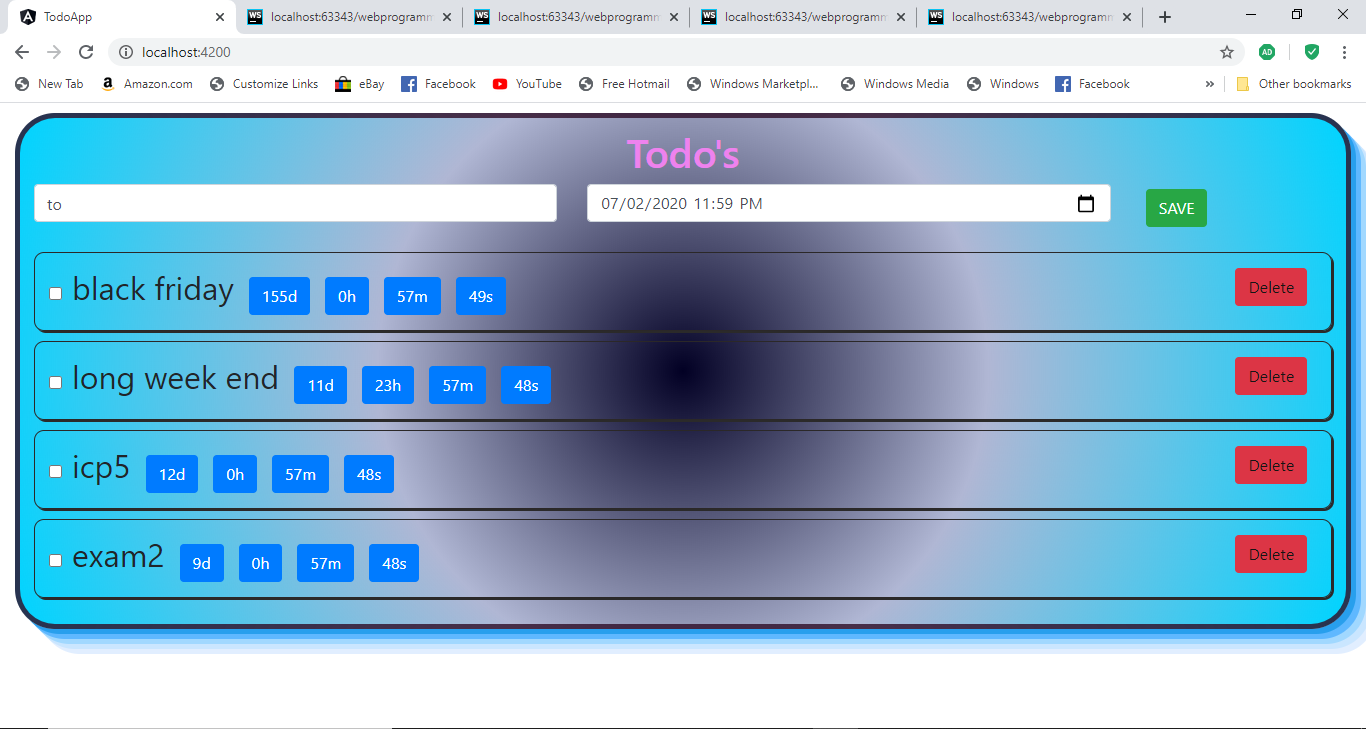 TodoApp localhost:63343/webprogramm localhost:63343/webprogramm localhost:63343/webprogramm localhost:63343/webprogramm
localhost:4200 AD
New Tab Amazon.com Customize Links eBay Facebook YouTube Free Hotmail Windows Marketpl... Windows Media Windows Facebook » Other bookmarks
Todo's
to 07/02/2020 11:59 PM SAVE
black friday 155d 0h 57m 49s Delete
long week end 11d 23h 57m 48s Delete
icp5 12d 0h 57m 48s Delete
exam2 9d 0h 57m 48s Delete